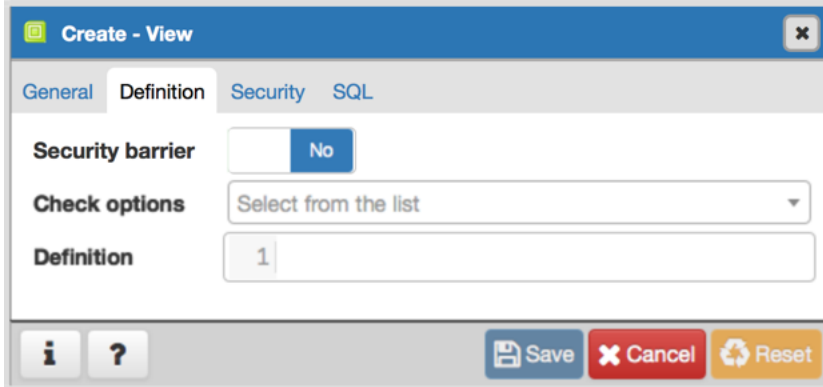 Create - View
General Definition Security SQL
Security barrier No
Check options Select from the list
Definition 1
i ? Save Cancel Reset